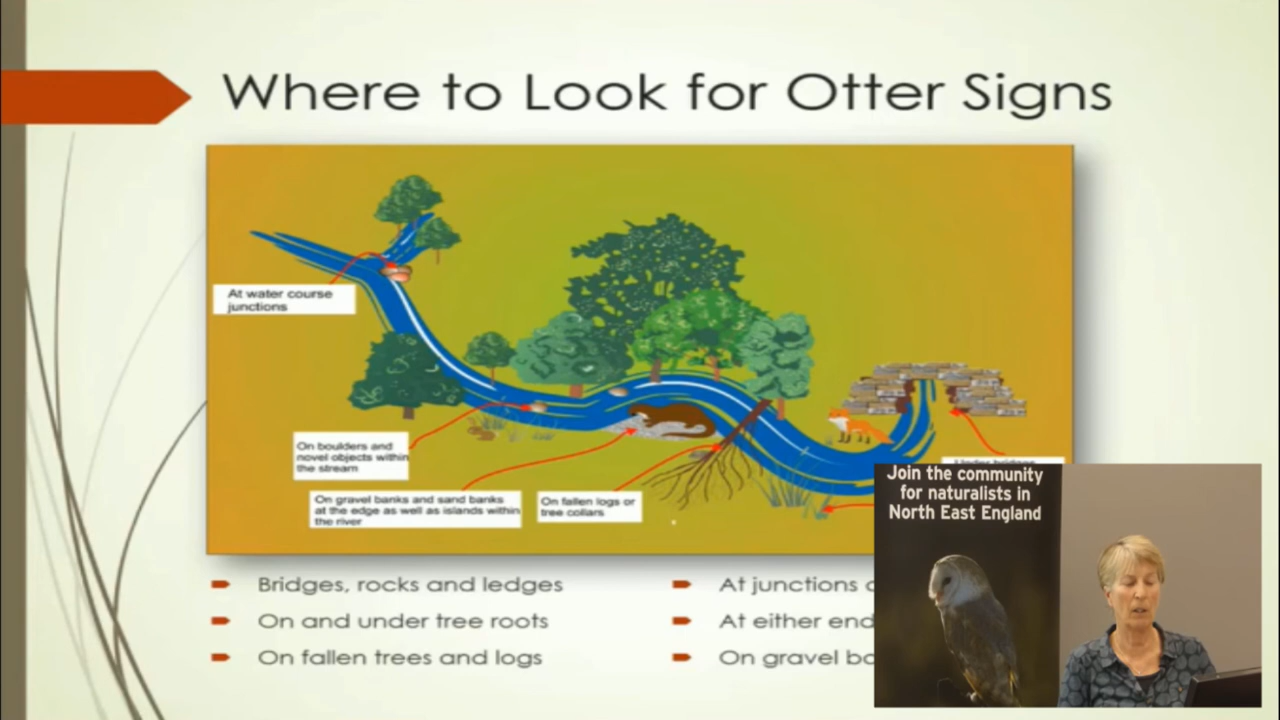 Where to Look for Otter Signs
At water course
junctions
On boulders and
novel objects within
the stream
On gravel banks and sand banks
at the edge as well as islands within
the river
On fallen logs or
tree collars
Join the community
for naturalists in
North East England
Bridges, rocks and ledges
On and under tree roots
On fallen trees and logs
At junctions
At either
On gravel